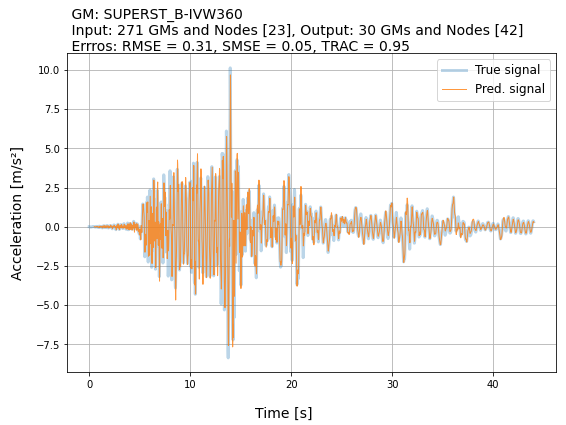 GM: SUPERST_B-IVW360
Input: 271 GMs and Nodes [23], Output: 30 GMs and Nodes [42]
Errros: RMSE = 0.31, SMSE = 0.05, TRAC = 0.95
True signal
Pred. signal
10.0
7.5
5.0
2.5
0.0
−2.5
−5.0
−7.5
Acceleration [m/s²]
0 10 20 30 40
Time [s]